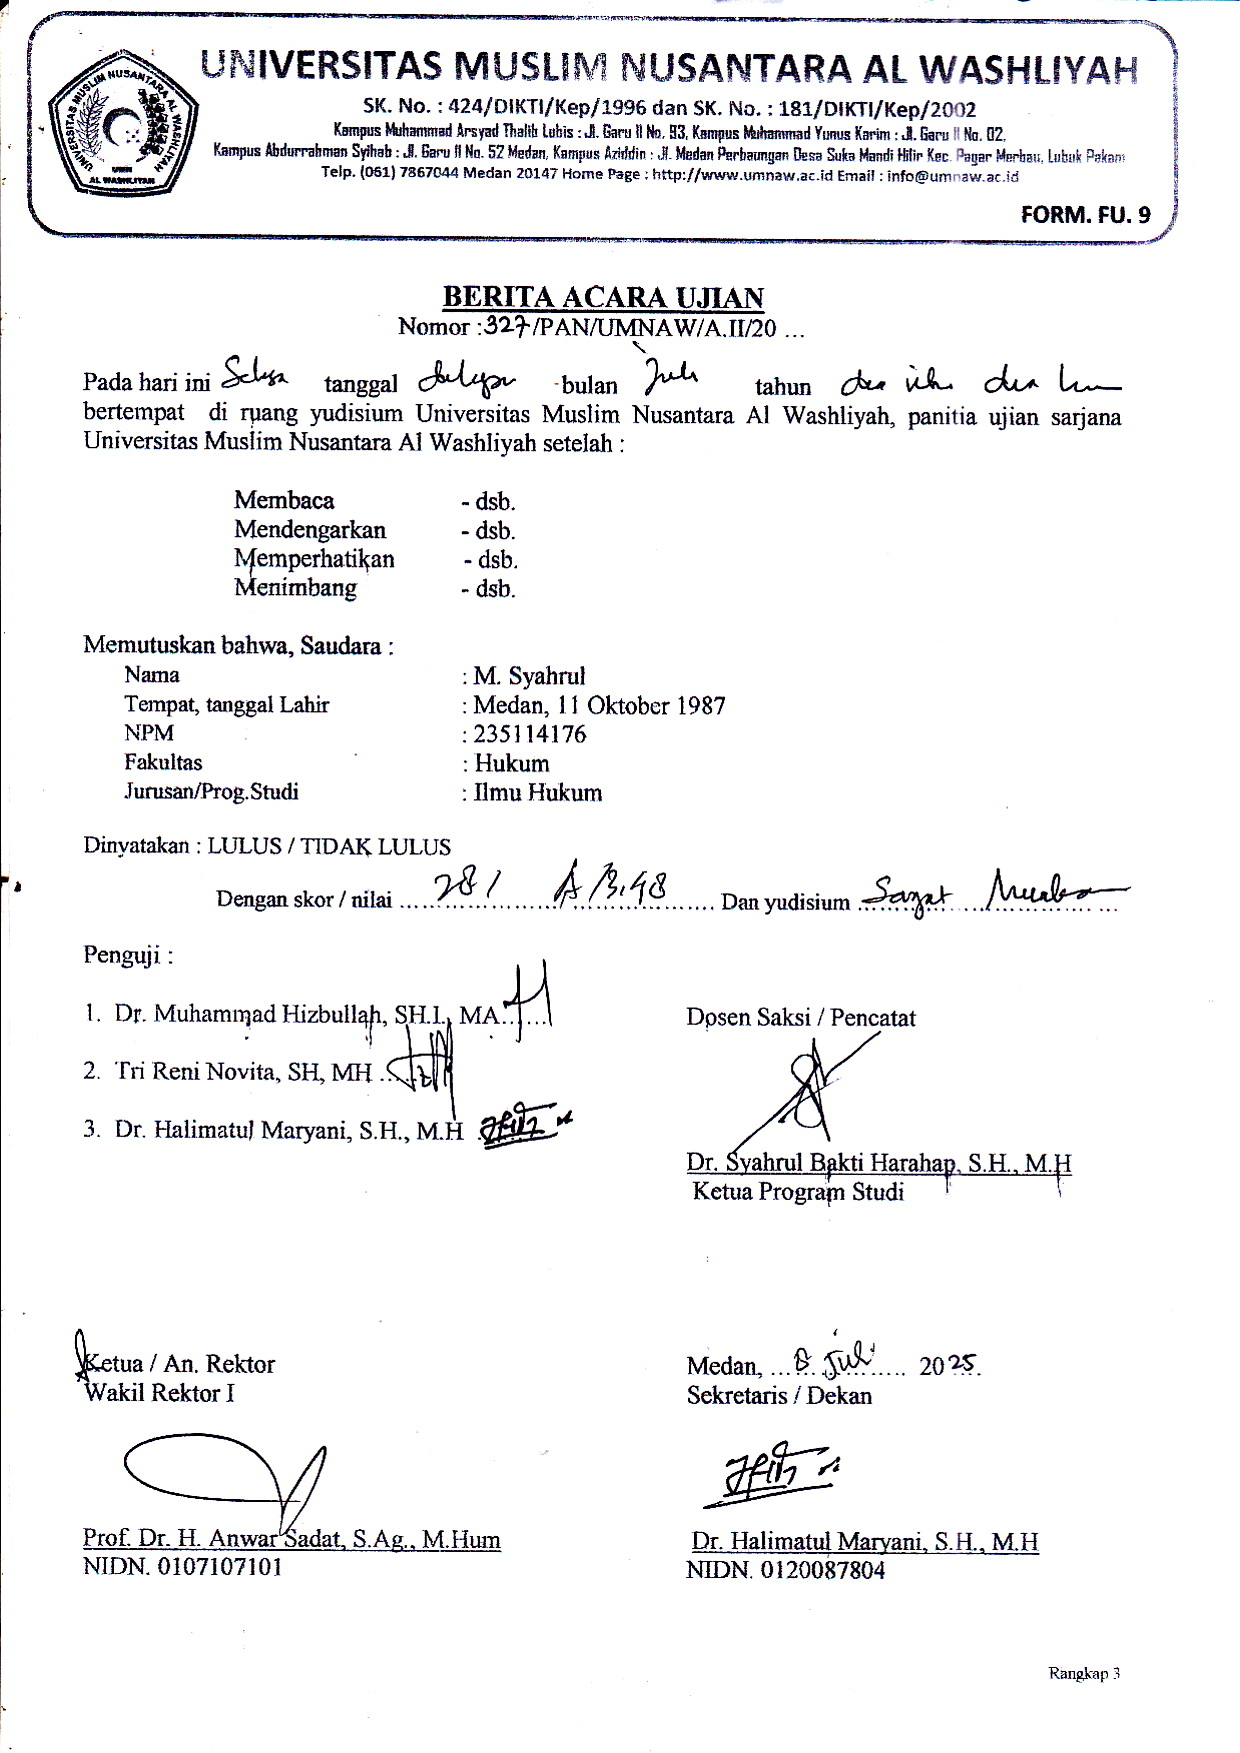 UNIVERSITAS MUSLIM NUSANTARA AL WASHLIYAH
SK. No. : 424/DIKTI/Kep/1996 dan SK. No. : 181/DIKTI/Kep/2002
Kampus Muhammad Arsyad Thalib Lubis : Jl. Garu II No. 93, Kampus Muhammad Yunus Karim : Jl. Garu II No. 02,
Kampus Abdurrahman Syihab : Jl. Garu II No. 52 Medan, Kampus Aziddin : Jl. Medan Perbaungan Desa Suka Mandi Hilir Kec. Pagar Merbau, Lubuk Pakam
Telp. (061) 7867044 Medan 20147 Home Page : http://www.umnaw.ac.id Email : info@umnaw.ac.id
UNIVERSITAS MUSLIM NUSANTARA AL WASHLIYAH
UMN
AL WASHLIYAH
FORM. FU. 9
BERITA ACARA UJIAN
Nomor : 327/PAN/UMNAW/A.II/20 ...
Pada hari ini Selasa tanggal delapan bulan Juli tahun dua ribu dua lima
bertempat di ruang yudisium Universitas Muslim Nusantara Al Washliyah, panitia ujian sarjana
Universitas Muslim Nusantara Al Washliyah setelah :
Membaca - dsb.
Mendengarkan - dsb.
Memperhatikan - dsb.
Menimbang - dsb.
Memutuskan bahwa, Saudara :
Nama : M. Syahrul
Tempat, tanggal Lahir : Medan, 11 Oktober 1987
NPM : 235114176
Fakultas : Hukum
Jurusan/Prog.Studi : Ilmu Hukum
Dinyatakan : LULUS / TIDAK LULUS
Dengan skor / nilai ... 281 A/3.48 ... Dan yudisium ... Sangat Memuaskan ...
Penguji :
1. Dr. Muhammad Hizbullah, SH.I., MA.......
2. Tri Reni Novita, SH, MH ...
3. Dr. Halimatul Maryani, S.H., M.H
Dosen Saksi / Pencatat
Dr. Syahrul Bakti Harahap, S.H., M.H
Ketua Program Studi
Ketua / An. Rektor
Wakil Rektor I
Prof. Dr. H. Anwar Sadat, S.Ag., M.Hum
NIDN. 0107107101
Medan, ... 8 Juli ... 2025.
Sekretaris / Dekan
Dr. Halimatul Maryani, S.H., M.H
NIDN. 0120087804
Rangkap 3